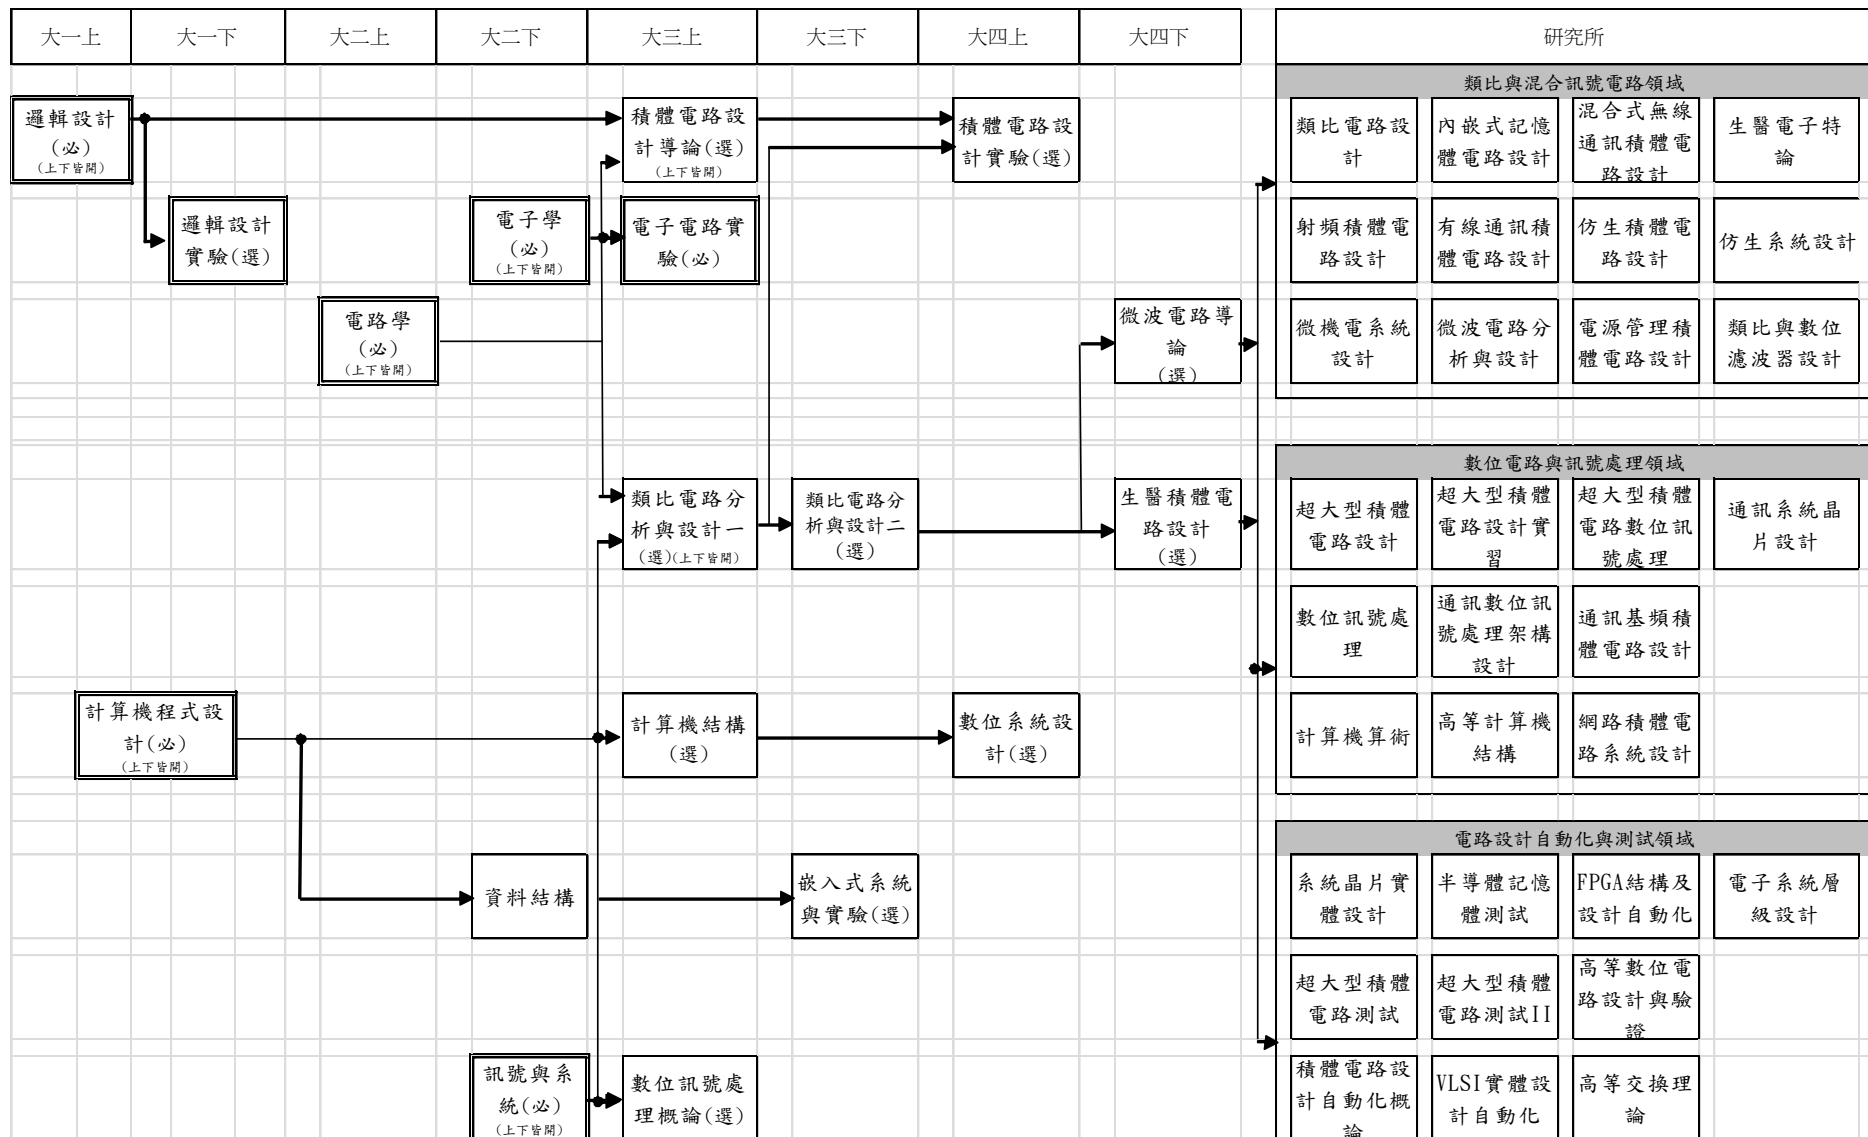 大一上
大一下
大二上
大二下
大三上
大三下
大四上
大四下
研究所
邏輯設計
(必)
(上下皆開)
積體電路設
計導論(選)
(上下皆開)
積體電路設
計實驗(選)
邏輯設計
實驗(選)
電子學
(必)
(上下皆開)
電子電路實
驗(必)
電路學
(必)
(上下皆開)
微波電路導
論
(選)
類比電路分
析與設計一
(選)(上下皆開)
類比電路分
析與設計二
(選)
生醫積體電
路設計
(選)
計算機程式設
計(必)
(上下皆開)
計算機結構
(選)
數位系統設
計(選)
資料結構
嵌入式系統
與實驗(選)
訊號與系
統(必)
(上下皆開)
數位訊號處
理概論(選)
類比與混合訊號電路領域
類比電路設
計
內嵌式記憶
體電路設計
混合式無線
通訊積體電
路設計
生醫電子特
論
射頻積體電
路設計
有線通訊積
體電路設計
仿生積體電
路設計
仿生系統設計
微機電系統
設計
微波電路分
析與設計
電源管理積
體電路設計
類比與數位
濾波器設計
數位電路與訊號處理領域
超大型積體
電路設計
超大型積體
電路設計實
習
超大型積體
電路數位訊
號處理
通訊系統晶
片設計
數位訊號處
理
通訊數位訊
號處理架構
設計
通訊基頻積
體電路設計
計算機算術
高等計算機
結構
網路積體電
路系統設計
電路設計自動化與測試領域
系統晶片實
體設計
半導體記憶
體測試
FPGA結構及
設計自動化
電子系統層
級設計
超大型積體
電路測試
超大型積體
電路測試II
高等數位電
路設計與驗
證
積體電路設
計自動化概
論
VLSI實體設
計自動化
高等交換理
論